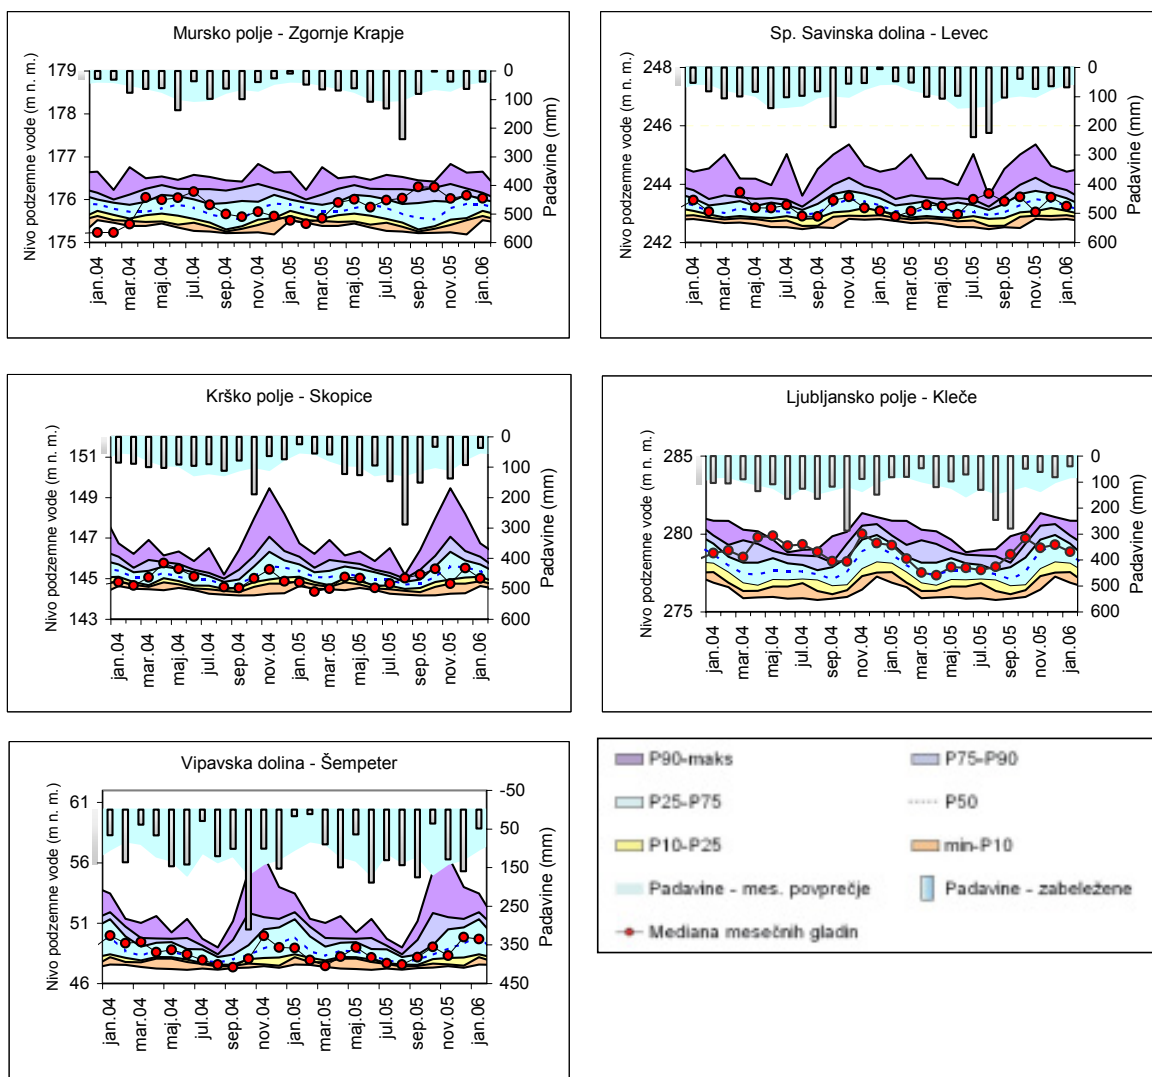 Mursko polje - Zgornje Krapje
Nivo podzemne vode (m n. m.)
179
178
177
176
175
0
100
200
300
400
500
600
Padavine (mm)
jan.04
mar.04
maj.04
jul.04
sep.04
nov.04
jan.05
mar.05
maj.05
jul.05
sep.05
nov.05
jan.06
Sp. Savinska dolina - Levec
Nivo podzemne vode (m n. m.)
248
246
244
242
0
100
200
300
400
500
600
Padavine (mm)
jan.04
mar.04
maj.04
jul.04
sep.04
nov.04
jan.05
mar.05
maj.05
jul.05
sep.05
nov.05
jan.06
Krško polje - Skopice
Nivo podzemne vode (m n. m.)
151
149
147
145
143
0
100
200
300
400
500
600
Padavine (mm)
jan.04
mar.04
maj.04
jul.04
sep.04
nov.04
jan.05
mar.05
maj.05
jul.05
sep.05
nov.05
jan.06
Ljubljansko polje - Kleče
Nivo podzemne vode (m n. m.)
285
280
275
0
100
200
300
400
500
600
Padavine (mm)
jan.04
mar.04
maj.04
jul.04
sep.04
nov.04
jan.05
mar.05
maj.05
jul.05
sep.05
nov.05
jan.06
Vipavska dolina - Šempeter
Nivo podzemne vode (m n. m.)
61
56
51
46
-50
50
150
250
350
450
Padavine (mm)
jan.04
mar.04
maj.04
jul.04
sep.04
nov.04
jan.05
mar.05
maj.05
jul.05
sep.05
nov.05
jan.06
P90-maks
P75-P90
P25-P75
P50
P10-P25
min-P10
Padavine - mes. povprečje
Padavine - zabeležene
Mediana mesečnih gladin